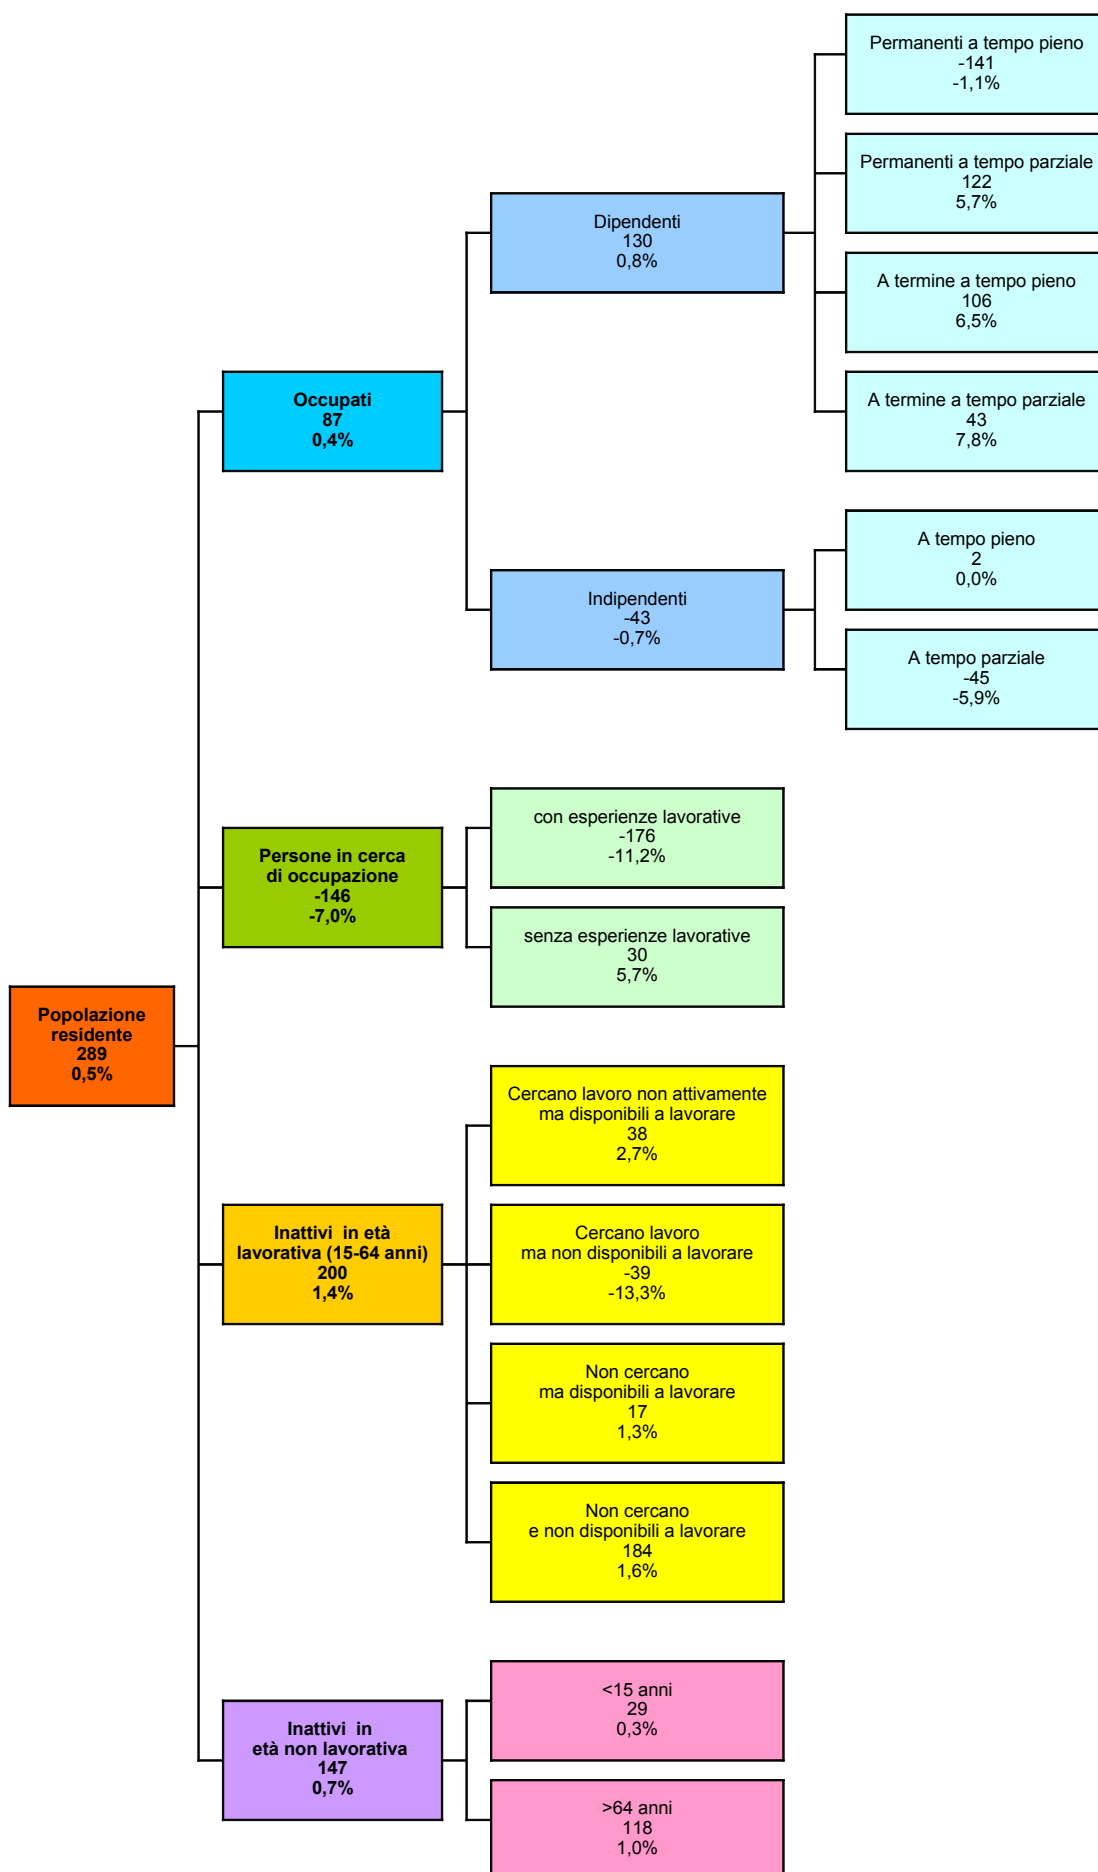 Popolazione
residente
289
0,5%
Occupati
87
0,4%
Dipendenti
130
0,8%
Permanenti a tempo pieno
-141
-1,1%
Permanenti a tempo parziale
122
5,7%
A termine a tempo pieno
106
6,5%
A termine a tempo parziale
43
7,8%
Indipendenti
-43
-0,7%
A tempo pieno
2
0,0%
A tempo parziale
-45
-5,9%
Persone in cerca
di occupazione
-146
-7,0%
con esperienze lavorative
-176
-11,2%
senza esperienze lavorative
30
5,7%
Inattivi in età
lavorativa (15-64 anni)
200
1,4%
Cercano lavoro non attivamente
ma disponibili a lavorare
38
2,7%
Cercano lavoro
ma non disponibili a lavorare
-39
-13,3%
Non cercano
ma disponibili a lavorare
17
1,3%
Non cercano
e non disponibili a lavorare
184
1,6%
Inattivi in
età non lavorativa
147
0,7%
<15 anni
29
0,3%
>64 anni
118
1,0%